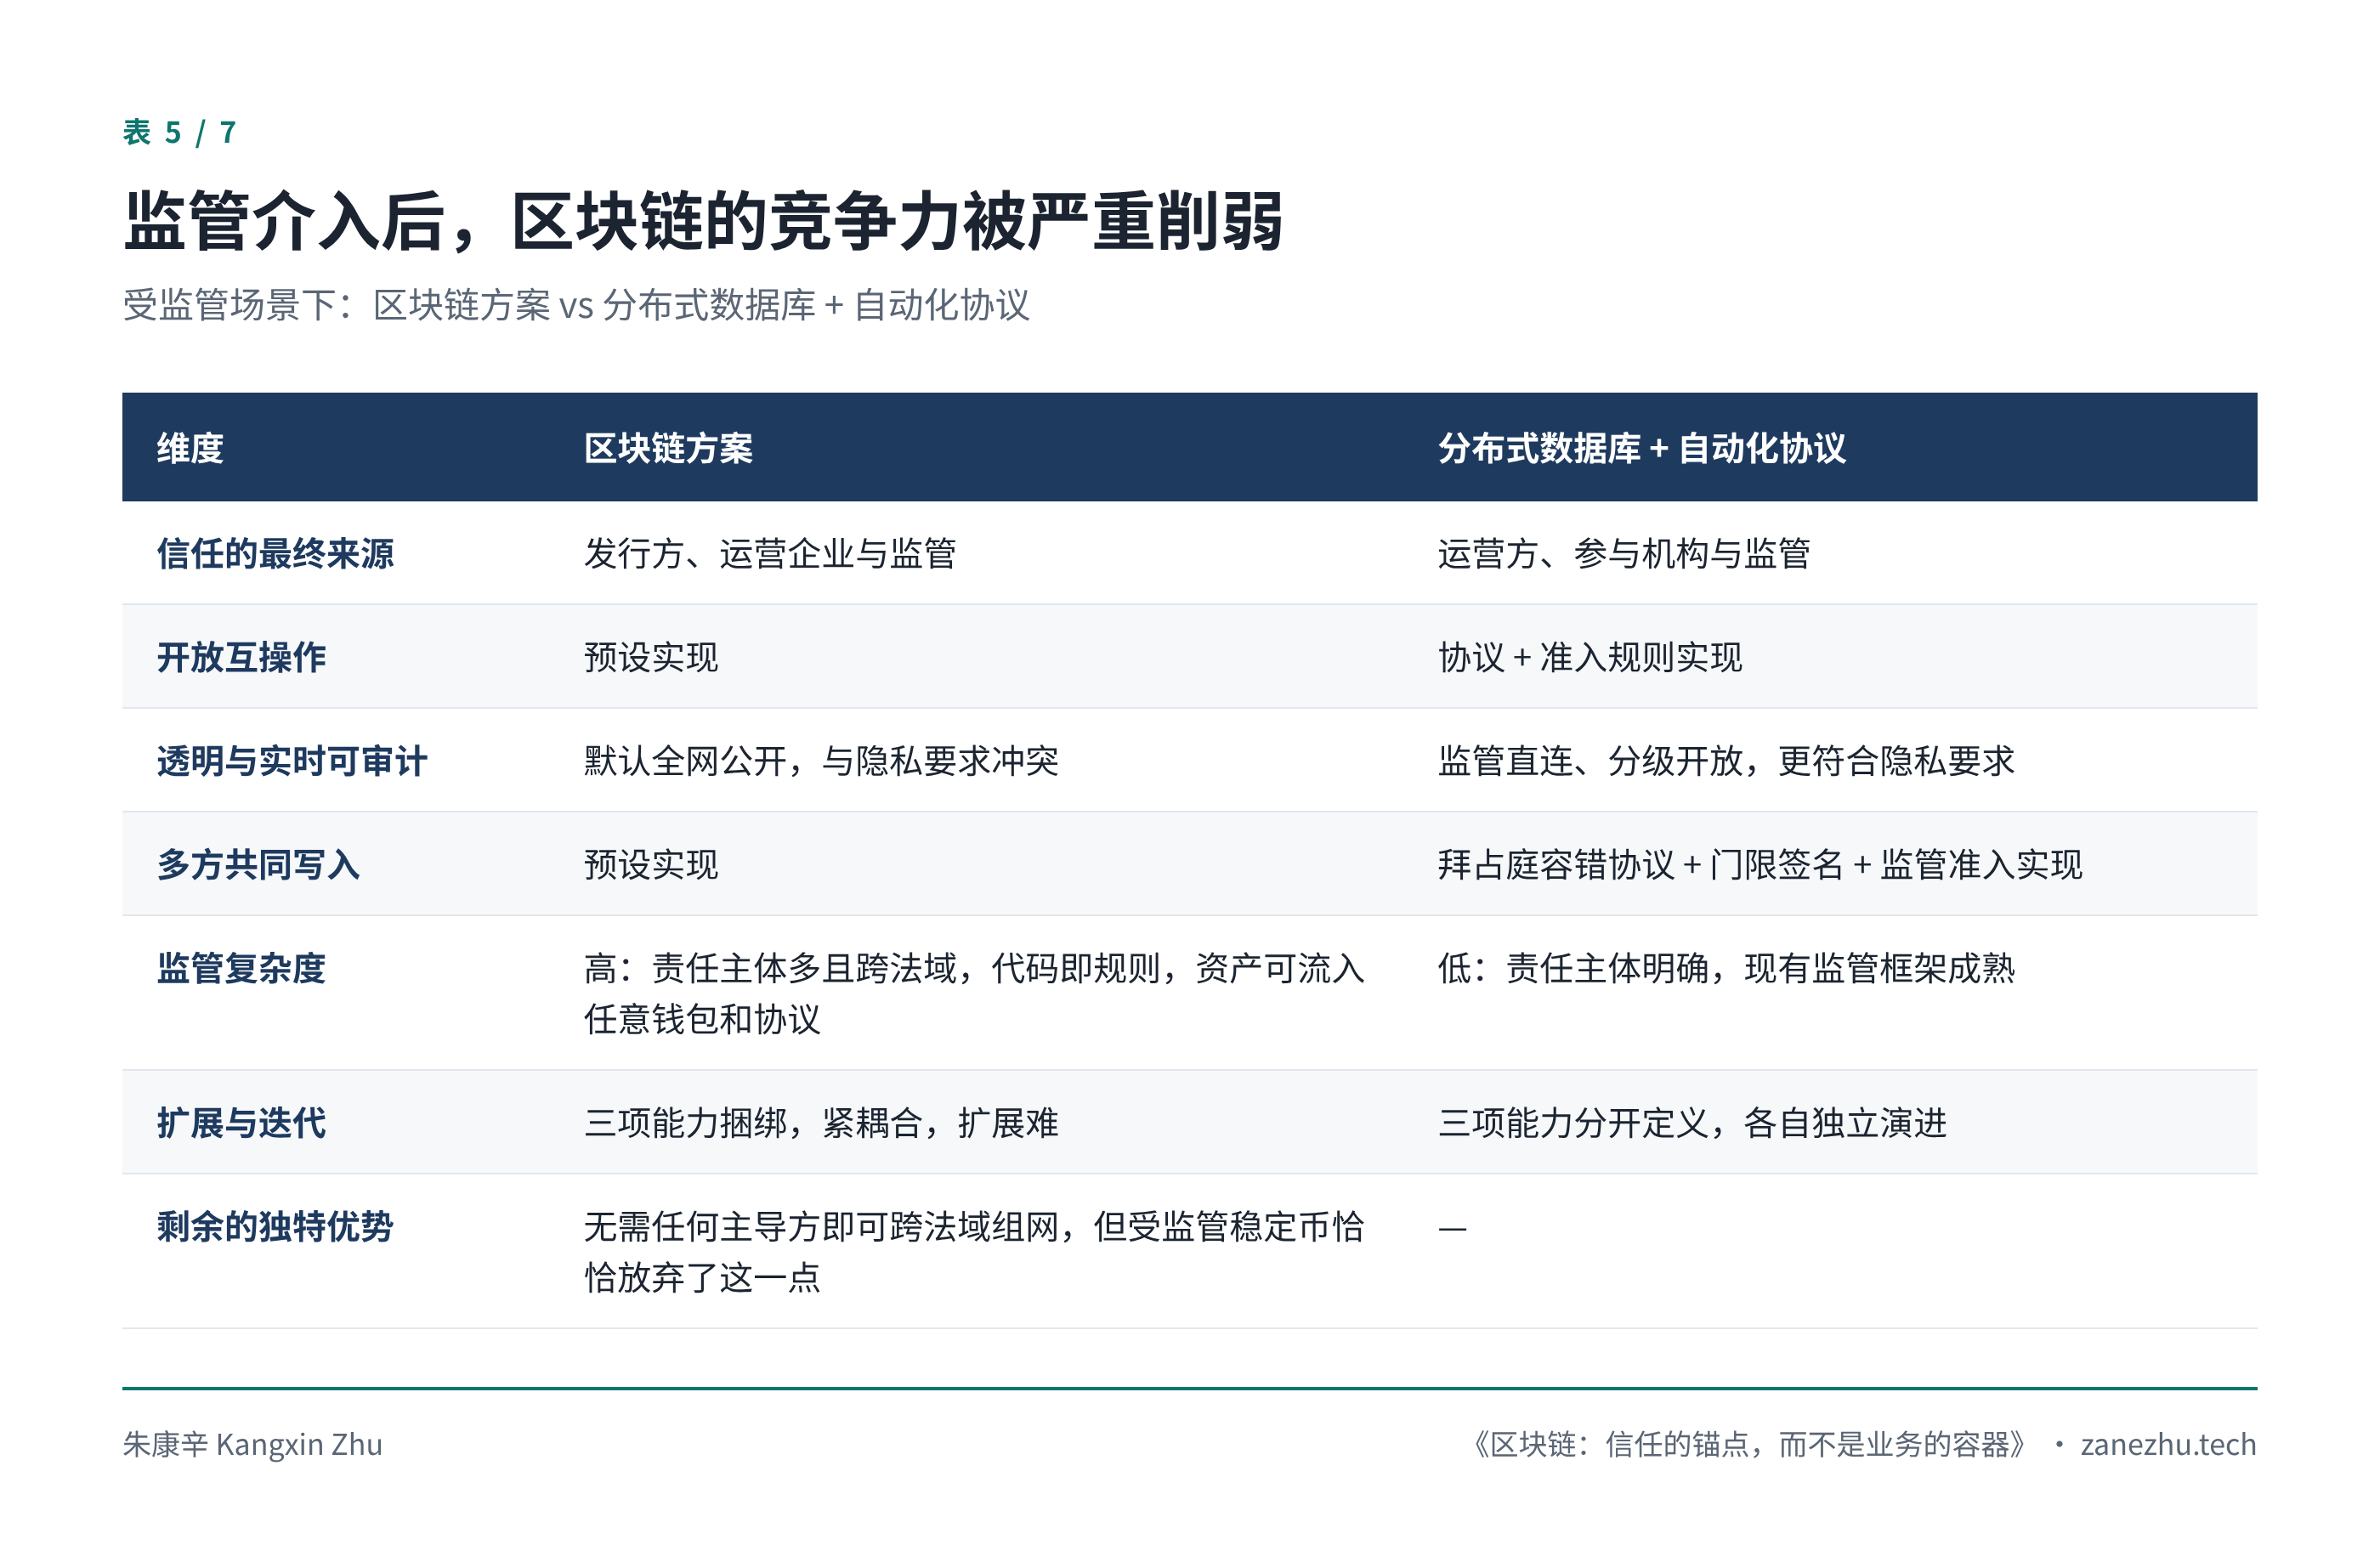 表 5 / 7
监管介入后，区块链的竞争力被严重削弱
受监管场景下：区块链方案 vs 分布式数据库 + 自动化协议
维度 区块链方案 分布式数据库 + 自动化协议
信任的最终来源 发行方、运营企业与监管 运营方、参与机构与监管
开放互操作 预设实现 协议 + 准入规则实现
透明与实时可审计 默认全网公开，与隐私要求冲突 监管直连、分级开放，更符合隐私要求
多方共同写入 预设实现 拜占庭容错协议 + 门限签名 + 监管准入实现
监管复杂度 高：责任主体多且跨法域，代码即规则，资产可流入 低：责任主体明确，现有监管框架成熟
任意钱包和协议
扩展与迭代 三项能力捆绑，紧耦合，扩展难 三项能力分开定义，各自独立演进
剩余的独特优势 无需任何主导方即可跨法域组网，但受监管稳定币恰 —
恰放弃了这一点
朱康辛 Kangxin Zhu 《区块链：信任的锚点，而不是业务的容器》 · zanezhu.tech